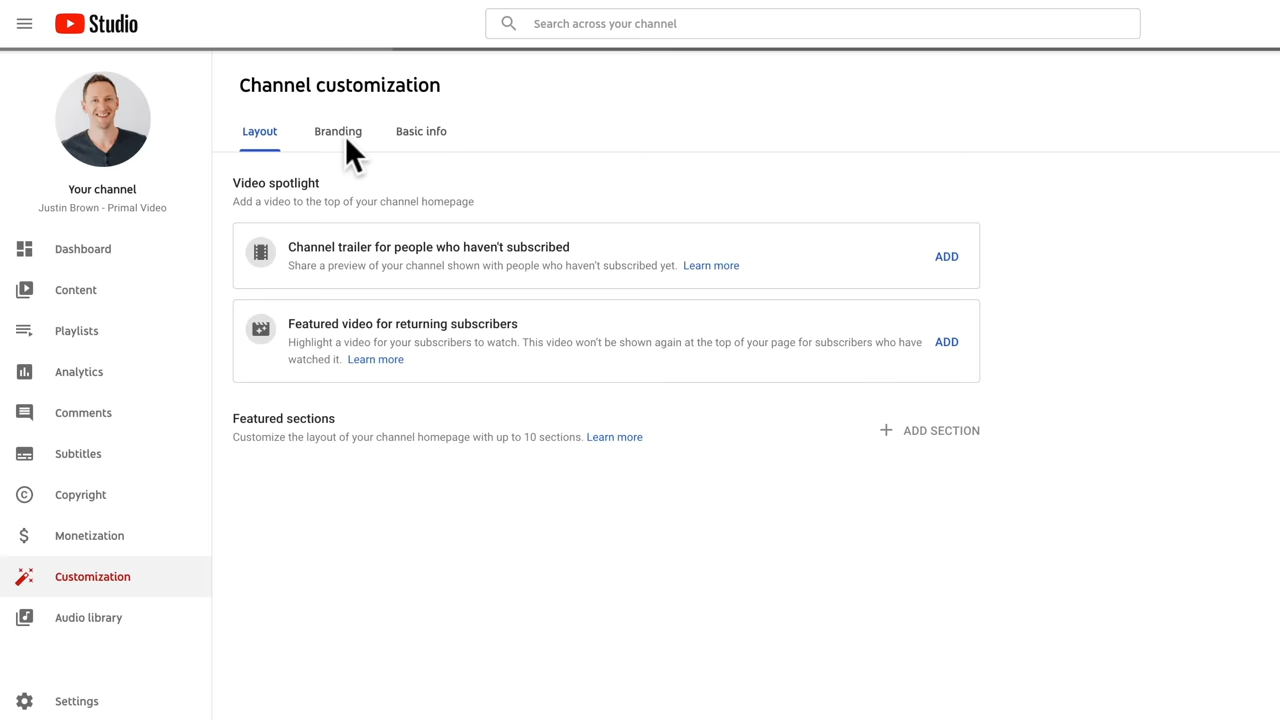 Studio
Search across your channel
Channel customization
Layout
Branding
Basic info
Your channel
Justin Brown - Primal Video
Dashboard
Content
Playlists
Analytics
Comments
Subtitles
Copyright
Monetization
Customization
Audio library
Settings
Video spotlight
Add a video to the top of your channel homepage
Channel trailer for people who haven't subscribed
Share a preview of your channel shown with people who haven't subscribed yet. Learn more
ADD
Featured video for returning subscribers
Highlight a video for your subscribers to watch. This video won't be shown again at the top of your page for subscribers who have
watched it. Learn more
ADD
Featured sections
Customize the layout of your channel homepage with up to 10 sections. Learn more
ADD SECTION